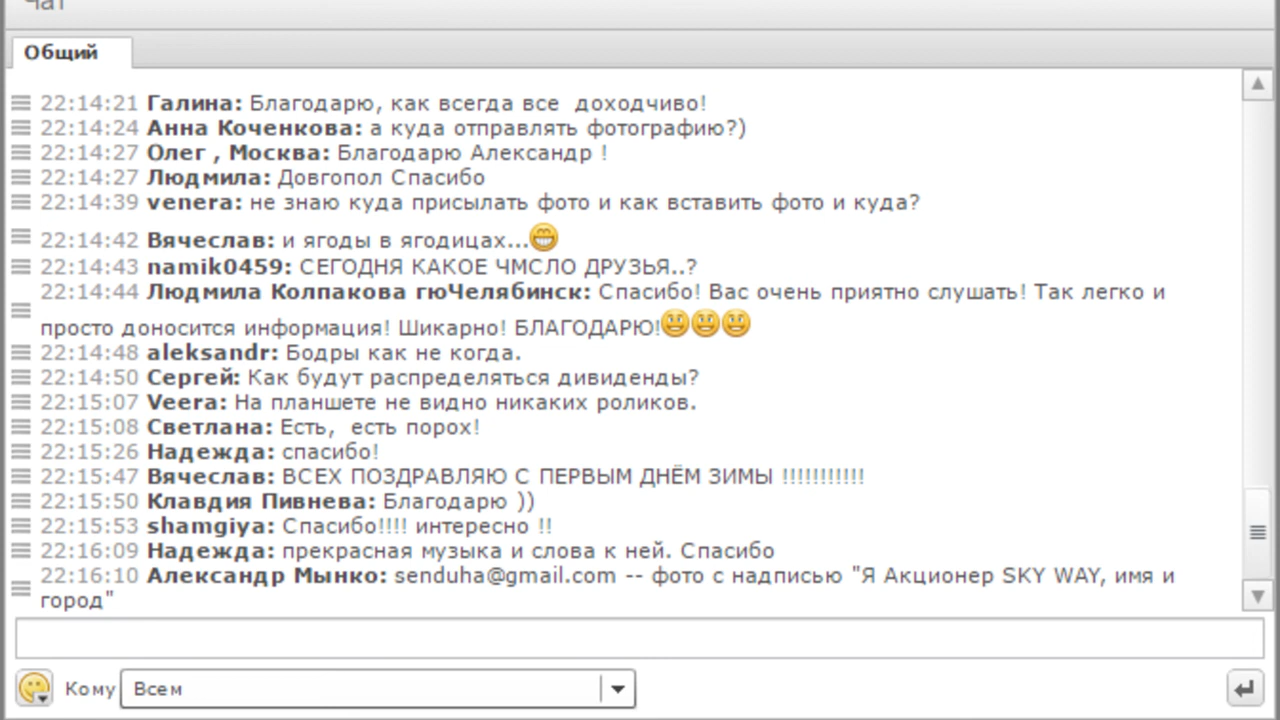 Чат
Общий
22:14:21 Галина: Благодарю, как всегда все доходчиво!
22:14:24 Анна Коченкова: а куда отправлять фотографию?)
22:14:27 Олег , Москва: Благодарю Александр !
22:14:27 Людмила: Довгопол Спасибо
22:14:39 venera: не знаю куда присылать фото и как вставить фото и куда?
22:14:42 Вячеслав: и ягоды в ягодицах...
22:14:43 namik0459: СЕГОДНЯ КАКОЕ ЧМСЛО ДРУЗЬЯ..?
22:14:44 Людмила Колпакова гюЧелябинск: Спасибо! Вас очень приятно слушать! Так легко и
просто доносится информация! Шикарно! БЛАГОДАРЮ!
22:14:48 aleksandr: Бодры как не когда.
22:14:50 Сергей: Как будут распределяться дивиденды?
22:15:07 Veera: На планшете не видно никаких роликов.
22:15:08 Светлана: Есть, есть порох!
22:15:26 Надежда: спасибо!
22:15:47 Вячеслав: ВСЕХ ПОЗДРАВЛЯЮ С ПЕРВЫМ ДНЁМ ЗИМЫ !!!!!!!!!!!
22:15:50 Клавдия Пивнева: Благодарю ))
22:15:53 shamgiya: Спасибо!!!! интересно !!
22:16:09 Надежда: прекрасная музыка и слова к ней. Спасибо
22:16:10 Александр Мынко: senduha@gmail.com -- фото с надписью "Я Акционер SKY WAY, имя и
город"
Кому Всем